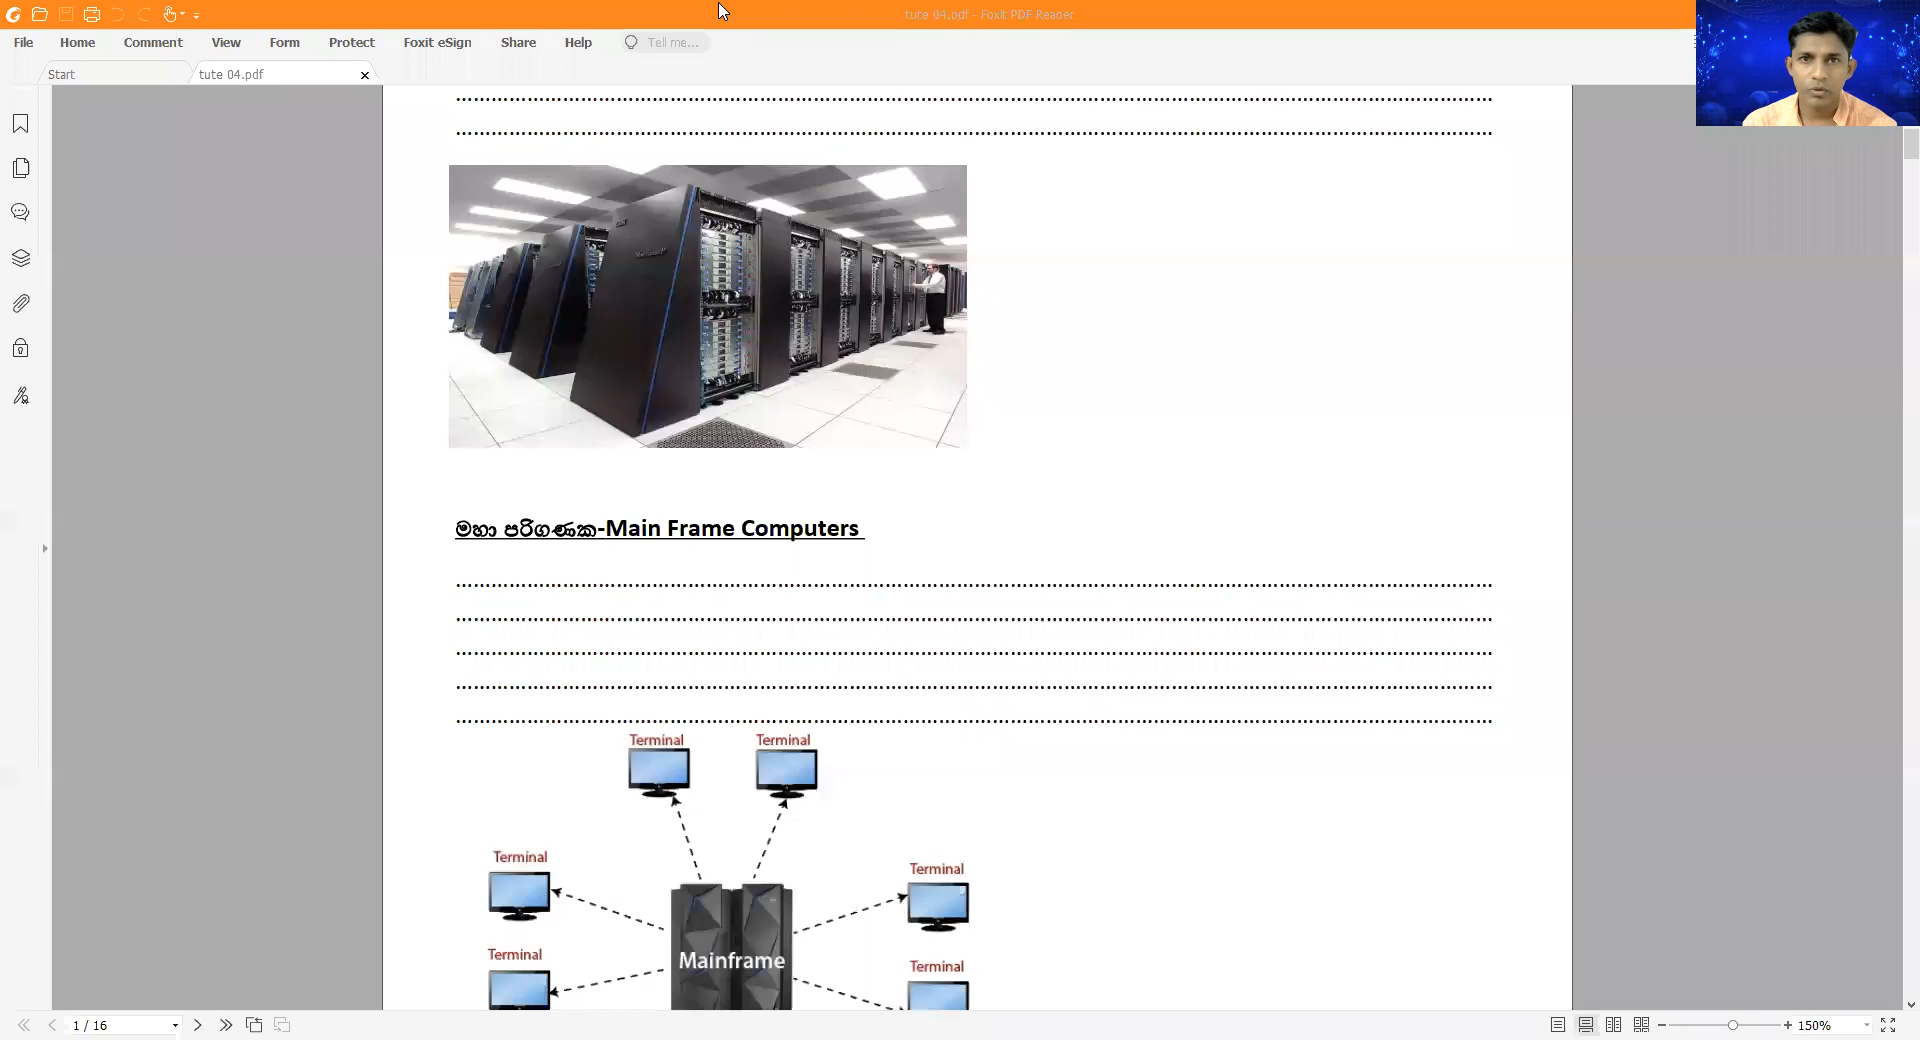 tute 04.pdf - Foxit PDF Reader
File Home Comment View Form Protect Foxit eSign Share Help Tell me...
Start tute 04.pdf
........................................................................
........................................................................
මහා පරිගණක-Main Frame Computers
........................................................................
........................................................................
........................................................................
........................................................................
........................................................................
Terminal Terminal
Terminal
Terminal
Terminal
Mainframe
Terminal
1 / 16
150%